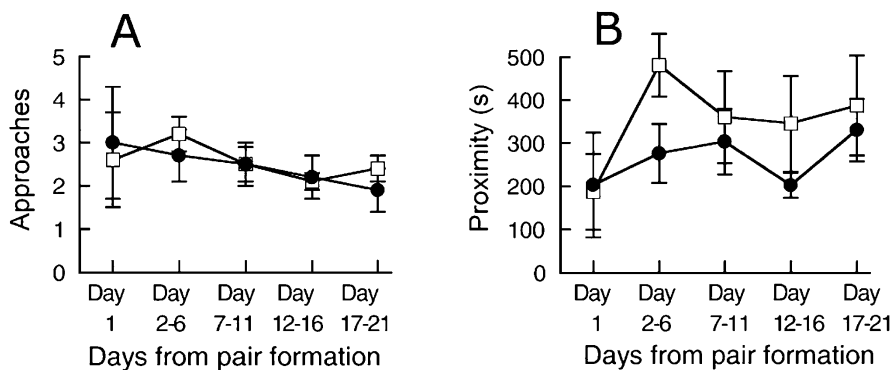 A
Approaches
5
4
3
2
1
0
Day Day Day Day Day
1 2-6 7-11 12-16 17-21
Days from pair formation
B
Proximity (s)
500
400
300
200
100
0
Day Day Day Day Day
1 2-6 7-11 12-16 17-21
Days from pair formation